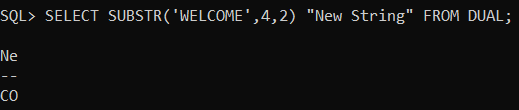 SQL> SELECT SUBSTR('WELCOME',4,2) "New String" FROM DUAL;
Ne
--
CO